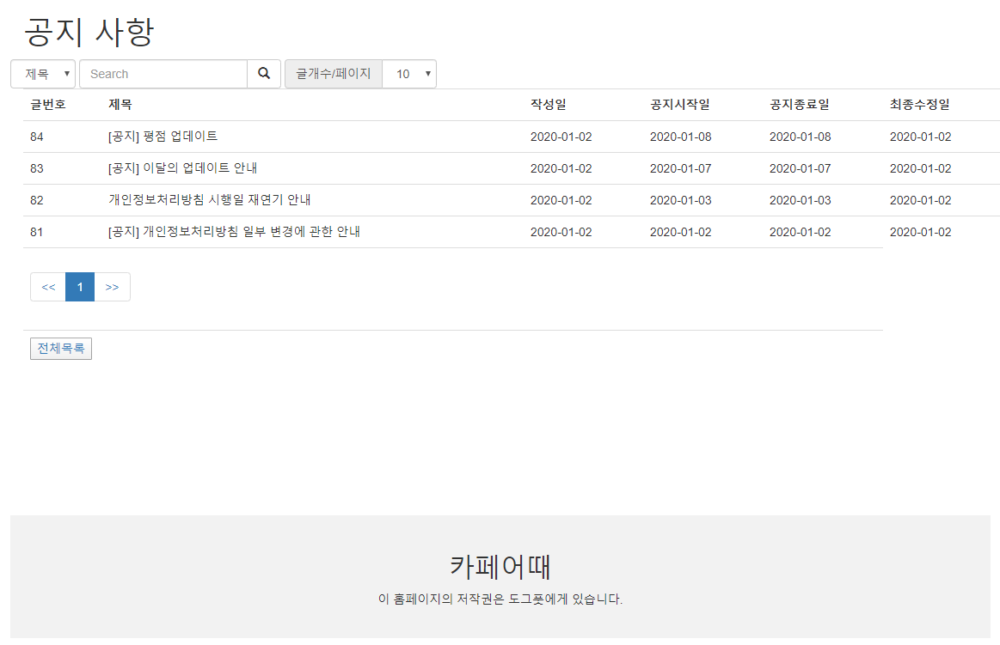 공지 사항
제목 Search 글개수/페이지 10
글번호 제목 작성일 공지시작일 공지종료일 최종수정일
84 [공지] 평점 업데이트 2020-01-02 2020-01-08 2020-01-08 2020-01-02
83 [공지] 이달의 업데이트 안내 2020-01-02 2020-01-07 2020-01-07 2020-01-02
82 개인정보처리방침 시행일 재연기 안내 2020-01-02 2020-01-03 2020-01-03 2020-01-02
81 [공지] 개인정보처리방침 일부 변경에 관한 안내 2020-01-02 2020-01-02 2020-01-02 2020-01-02
<< 1 >>
전체목록
카페어때
이 홈페이지의 저작권은 도그풋에게 있습니다.